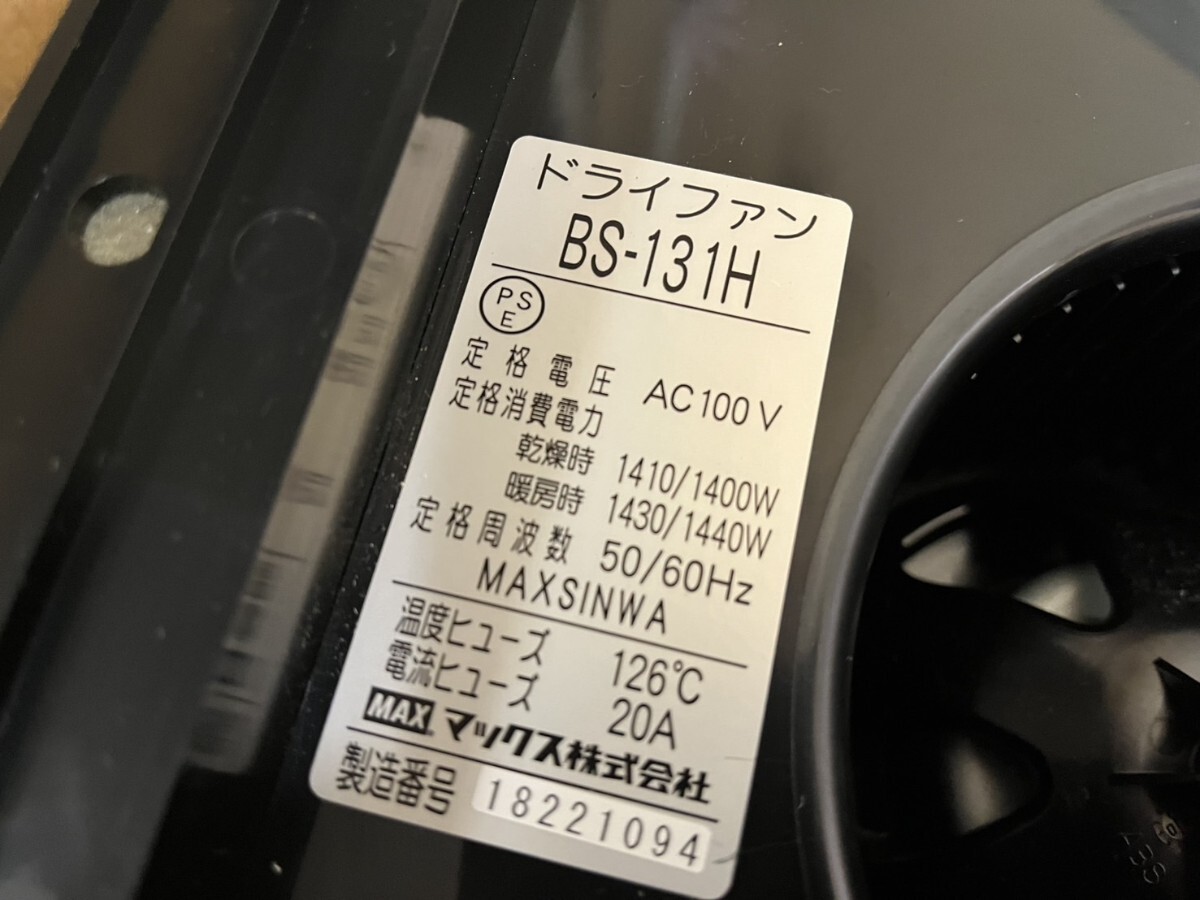 ドライファン
BS-131H
PS
E
定格電圧 AC100V
定格消費電力
乾燥時 1410/1400W
暖房時 1430/1440W
定格周波数 50/60Hz
MAXSINWA
温度ヒューズ 126℃
電流ヒューズ 20A
MAX マックス株式会社
製造番号 18221094